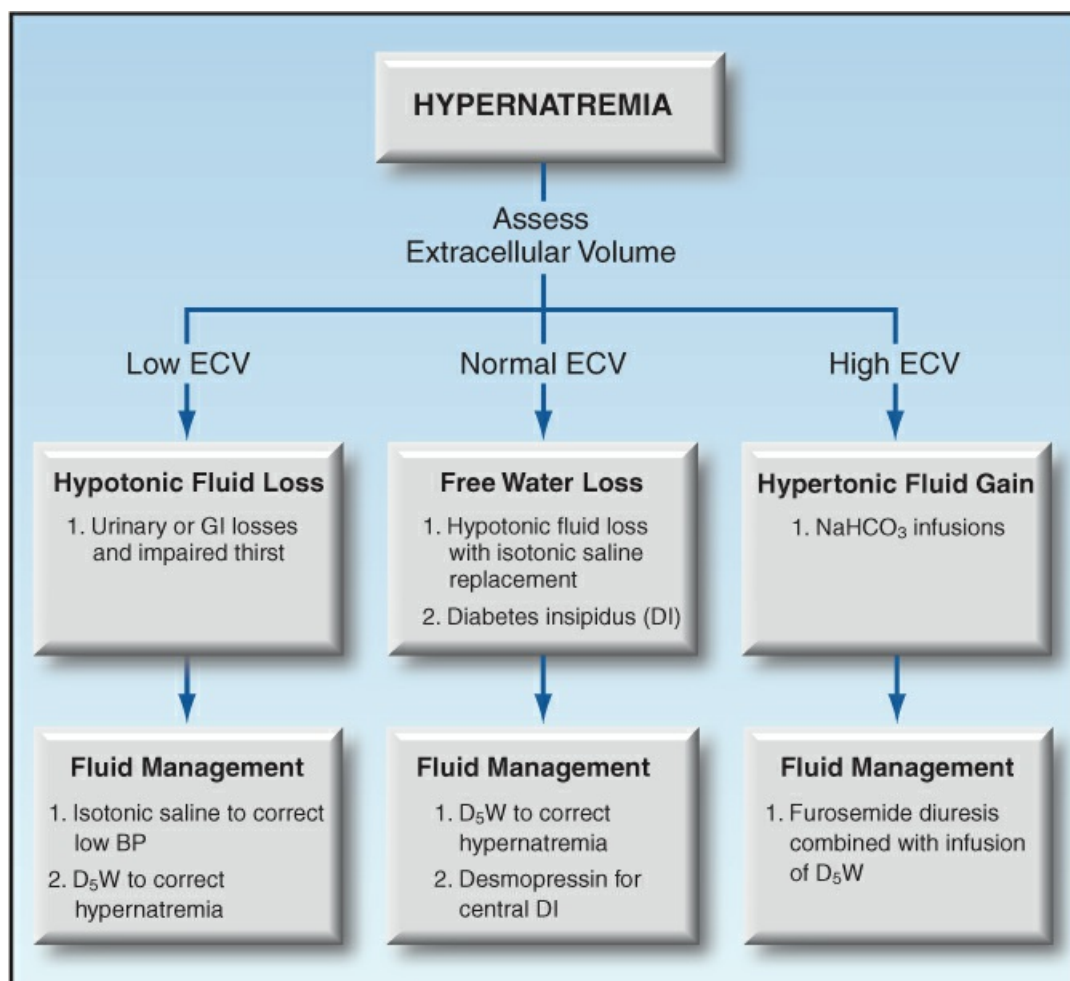 HYPERNATREMIA
Assess
Extracellular Volume
Low ECV
Normal ECV
High ECV
Hypotonic Fluid Loss
1. Urinary or GI losses
and impaired thirst
Free Water Loss
1. Hypotonic fluid loss
with isotonic saline
replacement
2. Diabetes insipidus (DI)
Hypertonic Fluid Gain
1. NaHCO₃ infusions
Fluid Management
1. Isotonic saline to correct
low BP
2. D₅W to correct
hypernatremia
Fluid Management
1. D₅W to correct
hypernatremia
2. Desmopressin for
central DI
Fluid Management
1. Furosemide diuresis
combined with infusion
of D₅W